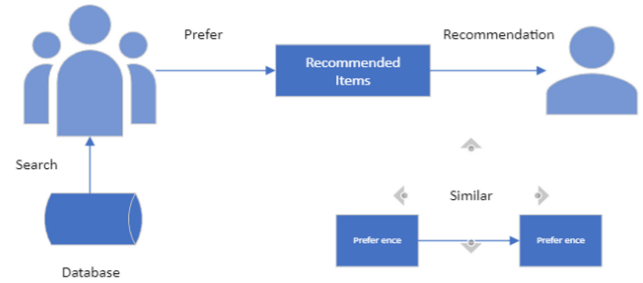 Prefer
Recommendation
Recommended
Items
Search
Similar
Prefer ence
Prefer ence
Database